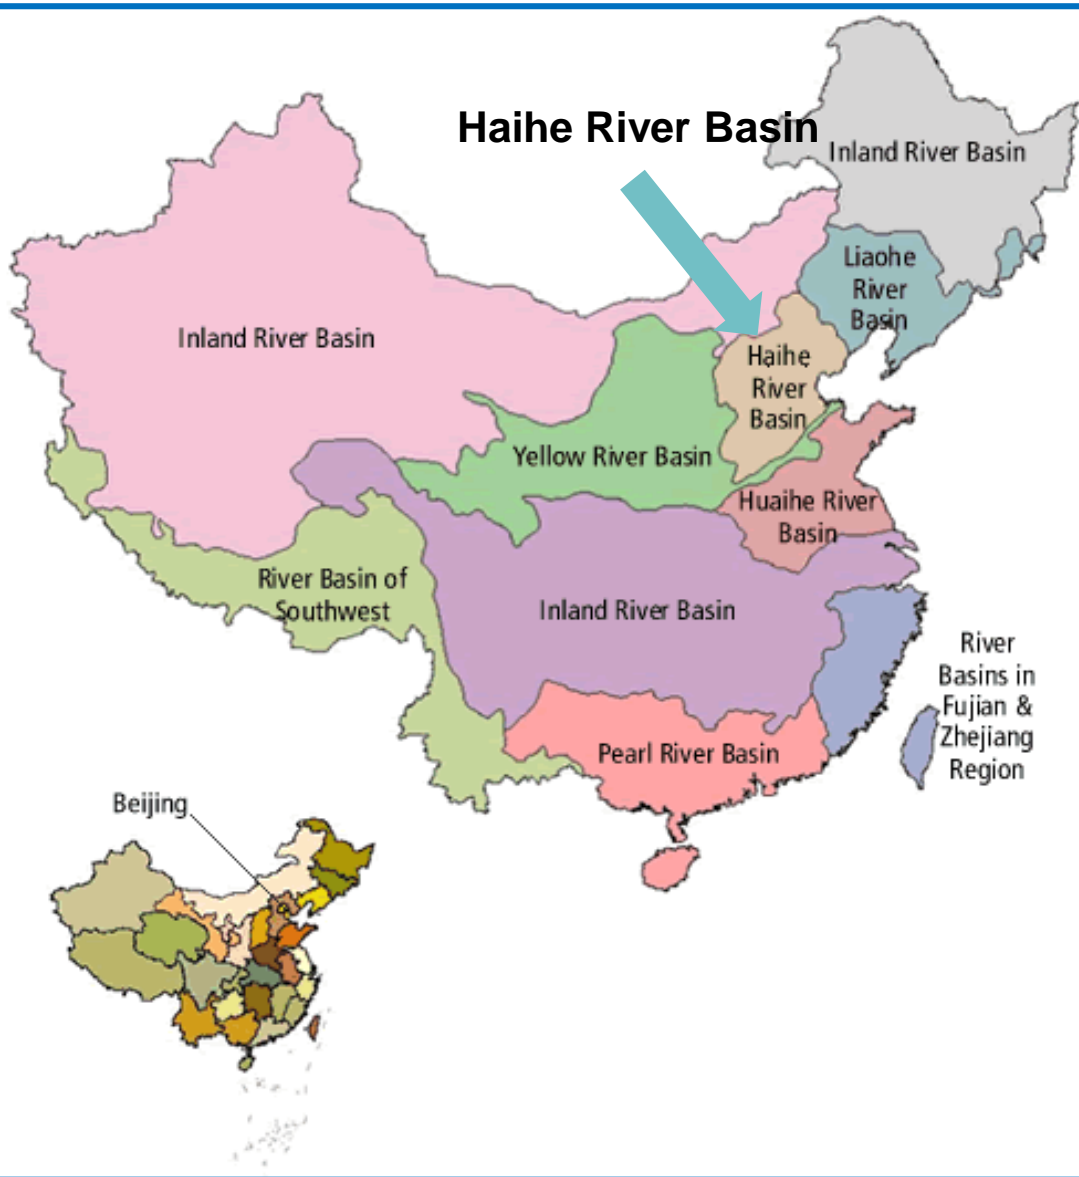 Haihe River Basin
Inland River Basin
Liaohe
River
Basin
Inland River Basin
Haihe
River
Basin
Yellow River Basin
Huaihe River
Basin
River Basin of
Southwest
Inland River Basin
River
Basins in
Fujian &
Zhejiang
Region
Pearl River Basin
Beijing